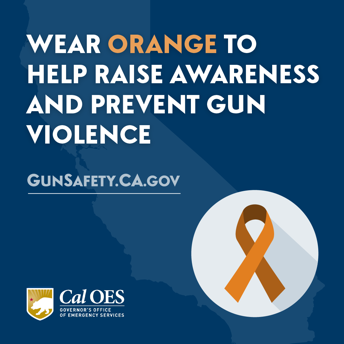 WEAR ORANGE TO
HELP RAISE AWARENESS
AND PREVENT GUN
VIOLENCE
GUNSAFETY.CA.GOV
Cal OES
GOVERNOR'S OFFICE
OF EMERGENCY SERVICES